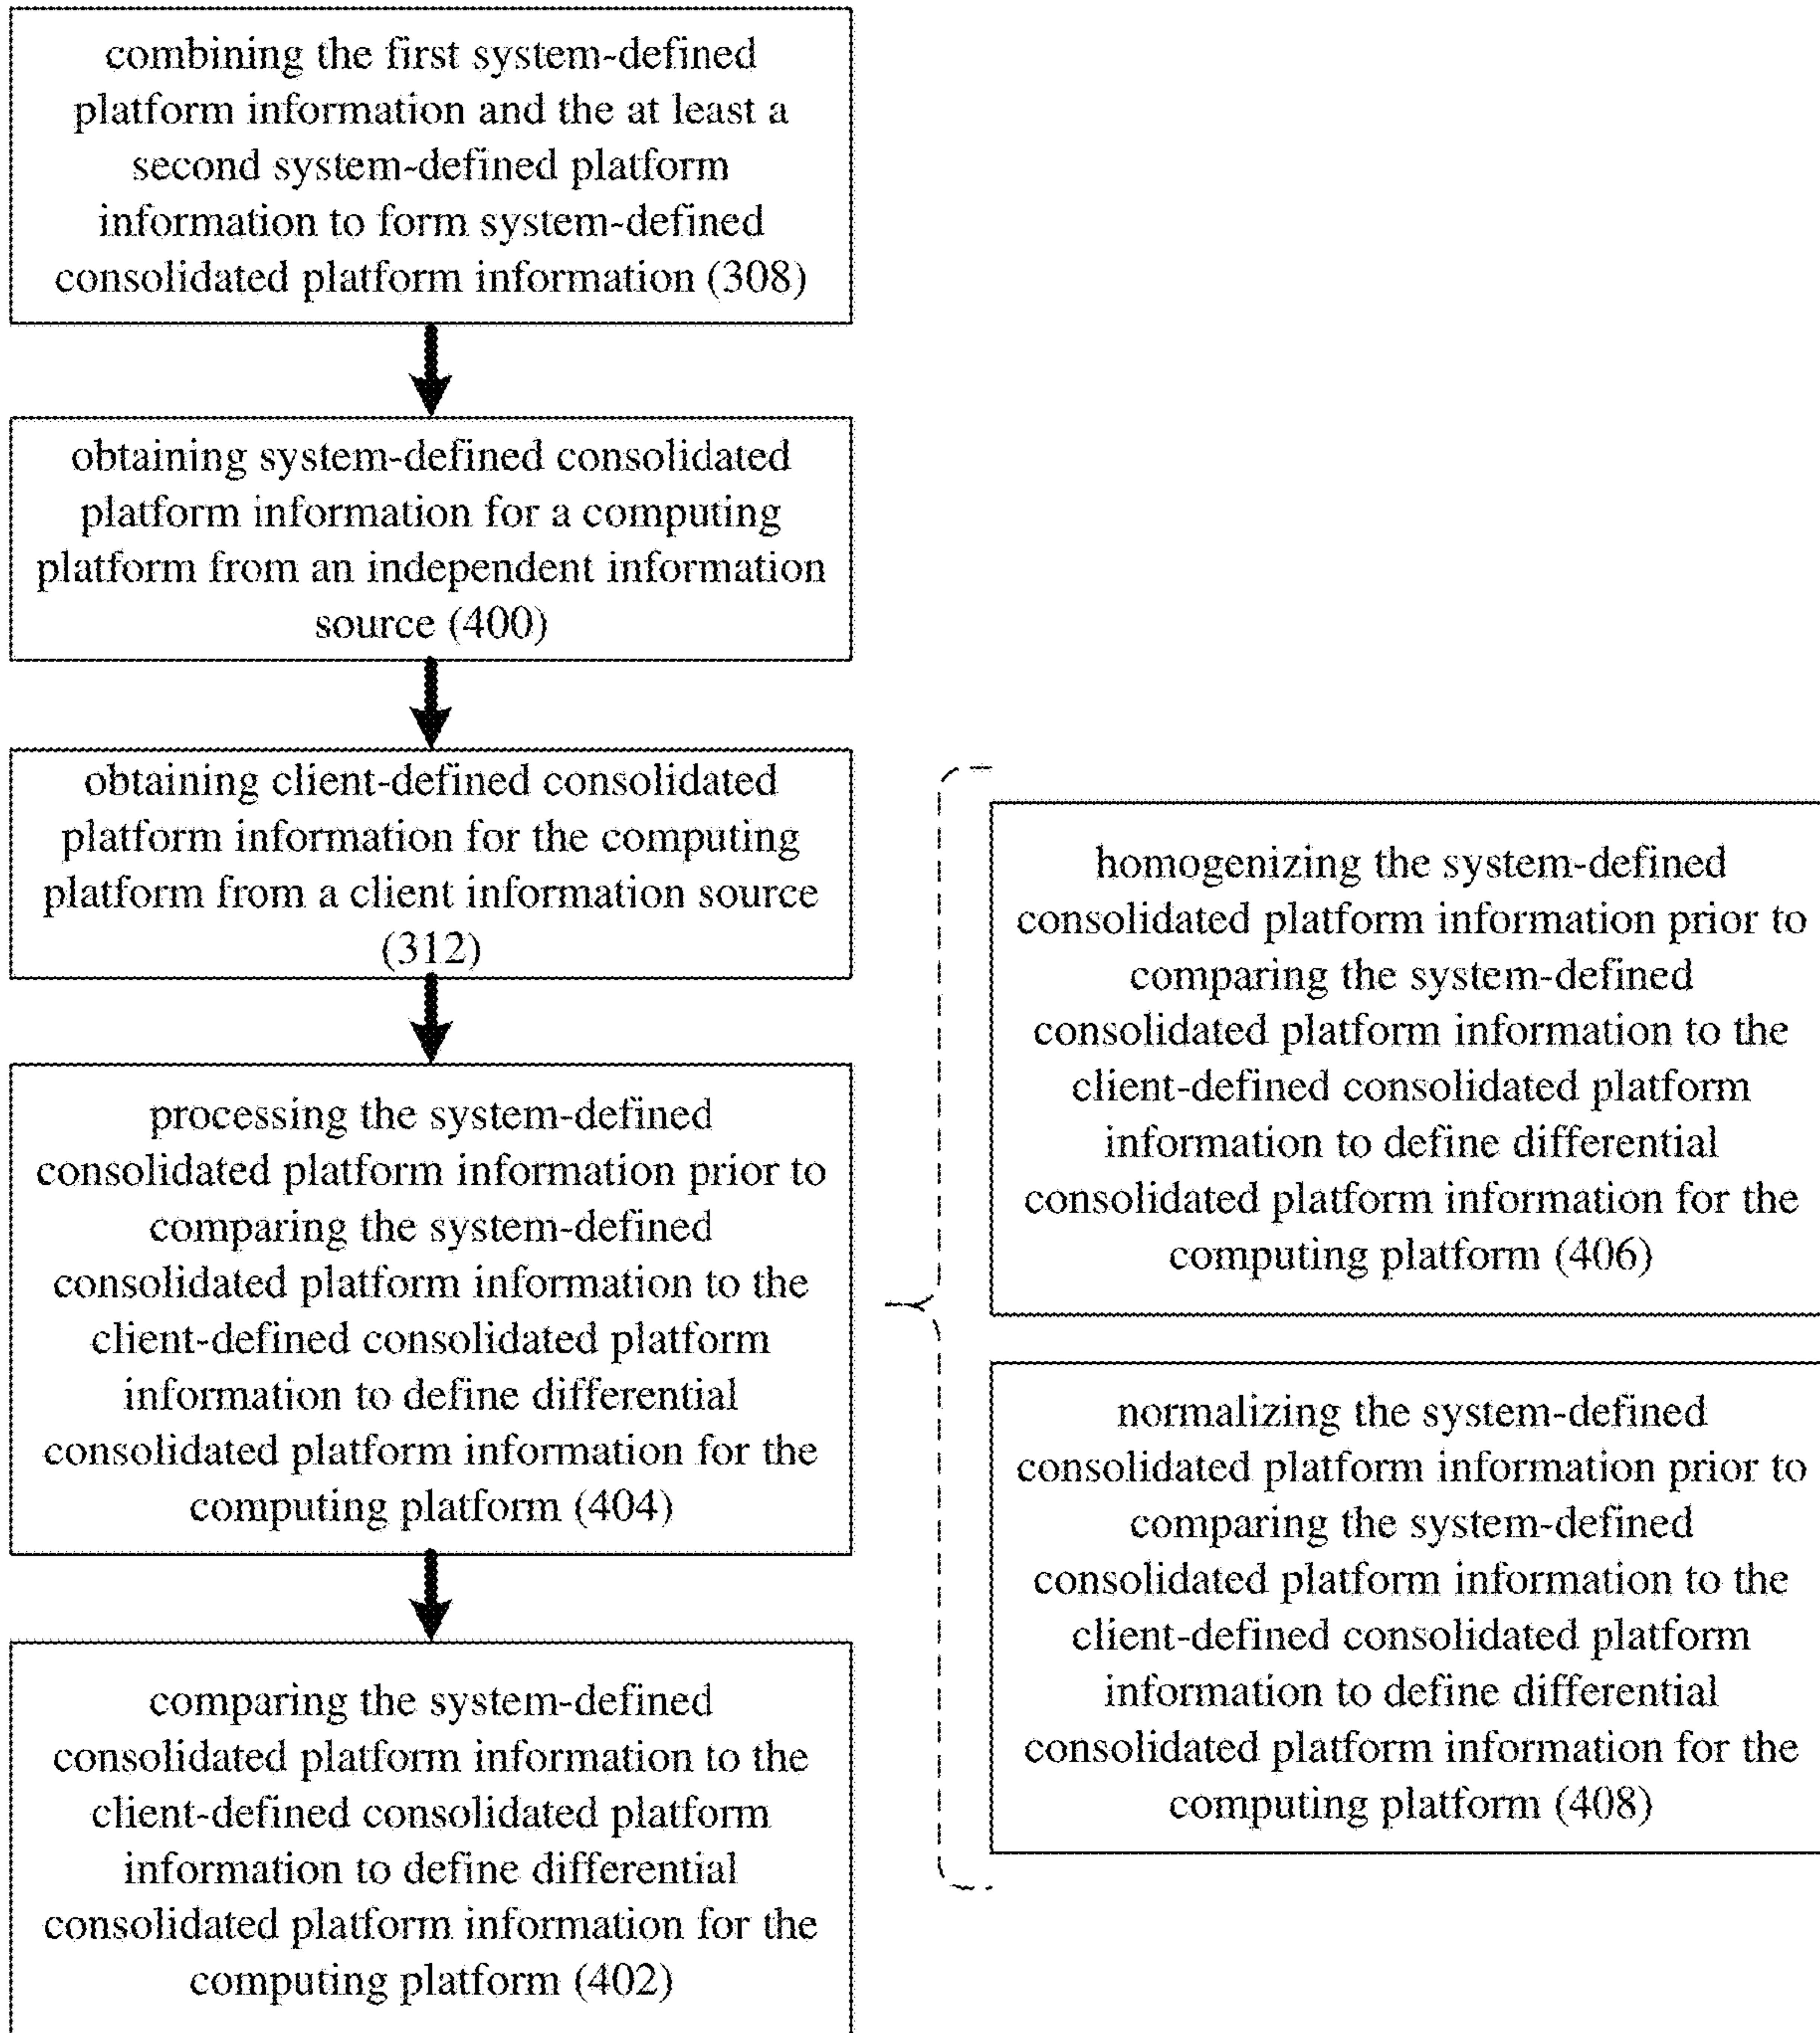 combining the first system-defined
platform information and the at least a
second system-defined platform
information to form system-defined
consolidated platform information (308)
obtaining system-defined consolidated
platform information for a computing
platform from an independent information
source (400)
obtaining client-defined consolidated
platform information for the computing
platform from a client information source
(312)
processing the system-defined
consolidated platform information prior to
comparing the system-defined
consolidated platform information to the
client-defined consolidated platform
information to define differential
consolidated platform information for the
computing platform (404)
comparing the system-defined
consolidated platform information to the
client-defined consolidated platform
information to define differential
consolidated platform information for the
computing platform (402)
homogenizing the system-defined
consolidated platform information prior to
comparing the system-defined
consolidated platform information to the
client-defined consolidated platform
information to define differential
consolidated platform information for the
computing platform (406)
normalizing the system-defined
consolidated platform information prior to
comparing the system-defined
consolidated platform information to the
client-defined consolidated platform
information to define differential
consolidated platform information for the
computing platform (408)